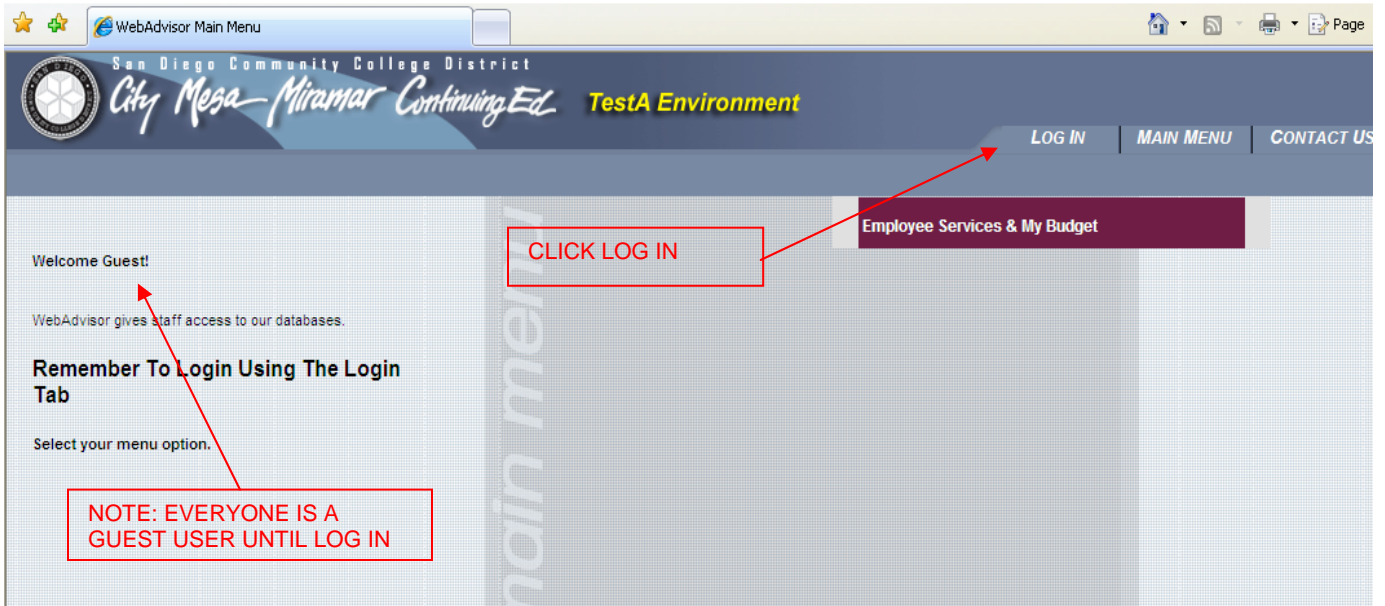 WebAdvisor Main Menu
Page
San Diego Community College District
City Mesa Miramar Continuing Ed
TestA Environment
LOG IN
MAIN MENU
CONTACT US
Employee Services & My Budget
CLICK LOG IN
Welcome Guest!
WebAdvisor gives staff access to our databases.
Remember To Login Using The Login
Tab
Select your menu option.
NOTE: EVERYONE IS A
GUEST USER UNTIL LOG IN
main menu